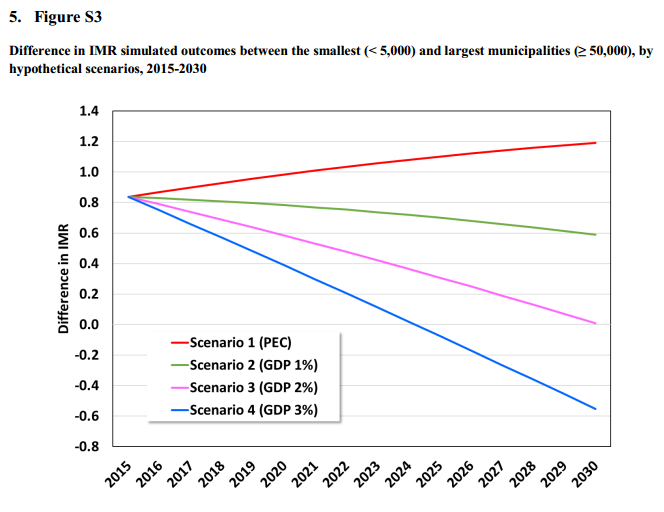 5. Figure S3
Difference in IMR simulated outcomes between the smallest (< 5,000) and largest municipalities (≥ 50,000), by
hypothetical scenarios, 2015-2030
1.4
1.2
1.0
0.8
0.6
0.4
0.2
0.0
-0.2
-0.4
-0.6
-0.8
Difference in IMR
Scenario 1 (PEC)
Scenario 2 (GDP 1%)
Scenario 3 (GDP 2%)
Scenario 4 (GDP 3%)
2015 2016 2017 2018 2019 2020 2021 2022 2023 2024 2025 2026 2027 2028 2029 2030